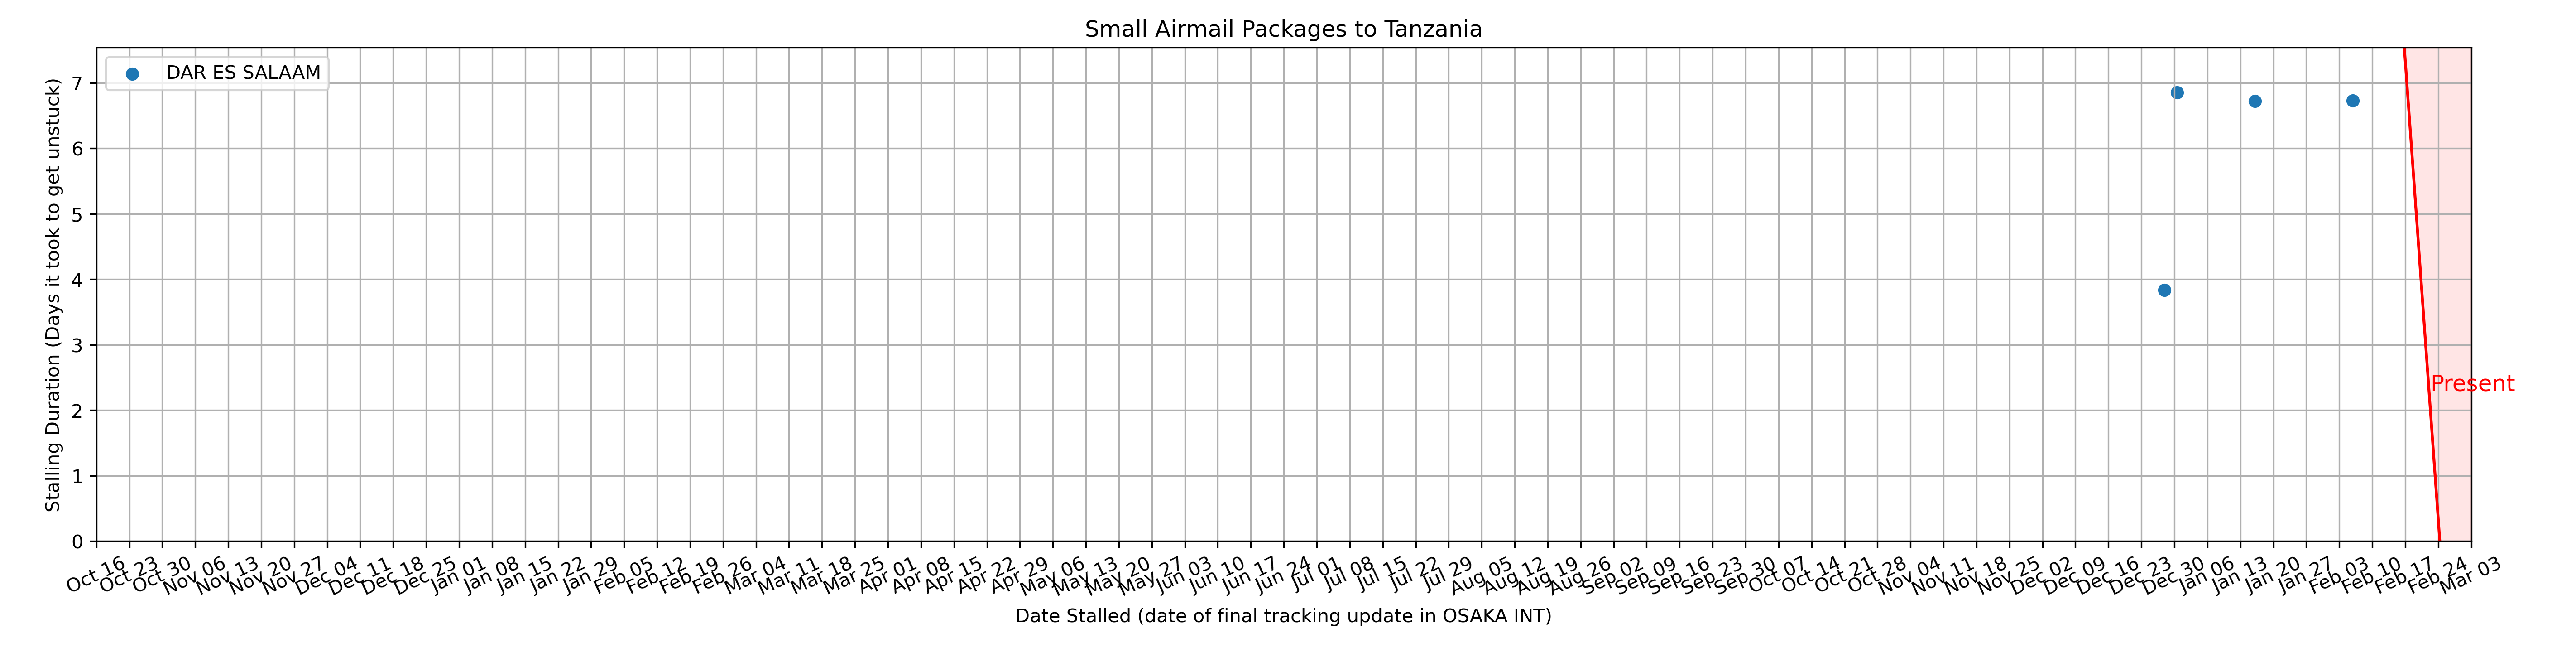 Small Airmail Packages to Tanzania
DAR ES SALAAM
Stalling Duration (Days it took to get unstuck)
7
6
5
4
3
2
1
0
Present
Oct 16
Oct 23
Oct 30
Nov 06
Nov 13
Nov 20
Nov 27
Dec 04
Dec 11
Dec 18
Dec 25
Jan 01
Jan 08
Jan 15
Jan 22
Jan 29
Feb 05
Feb 12
Feb 19
Feb 26
Mar 04
Mar 11
Mar 18
Mar 25
Apr 01
Apr 08
Apr 15
Apr 22
Apr 29
May 06
May 13
May 20
May 27
Jun 03
Jun 10
Jun 17
Jun 24
Jul 01
Jul 08
Jul 15
Jul 22
Jul 29
Aug 05
Aug 12
Aug 19
Aug 26
Sep 02
Sep 09
Sep 16
Sep 23
Sep 30
Oct 07
Oct 14
Oct 21
Oct 28
Nov 04
Nov 11
Nov 18
Nov 25
Dec 02
Dec 09
Dec 16
Dec 23
Dec 30
Jan 06
Jan 13
Jan 20
Jan 27
Feb 03
Feb 10
Feb 17
Feb 24
Mar 03
Date Stalled (date of final tracking update in OSAKA INT)